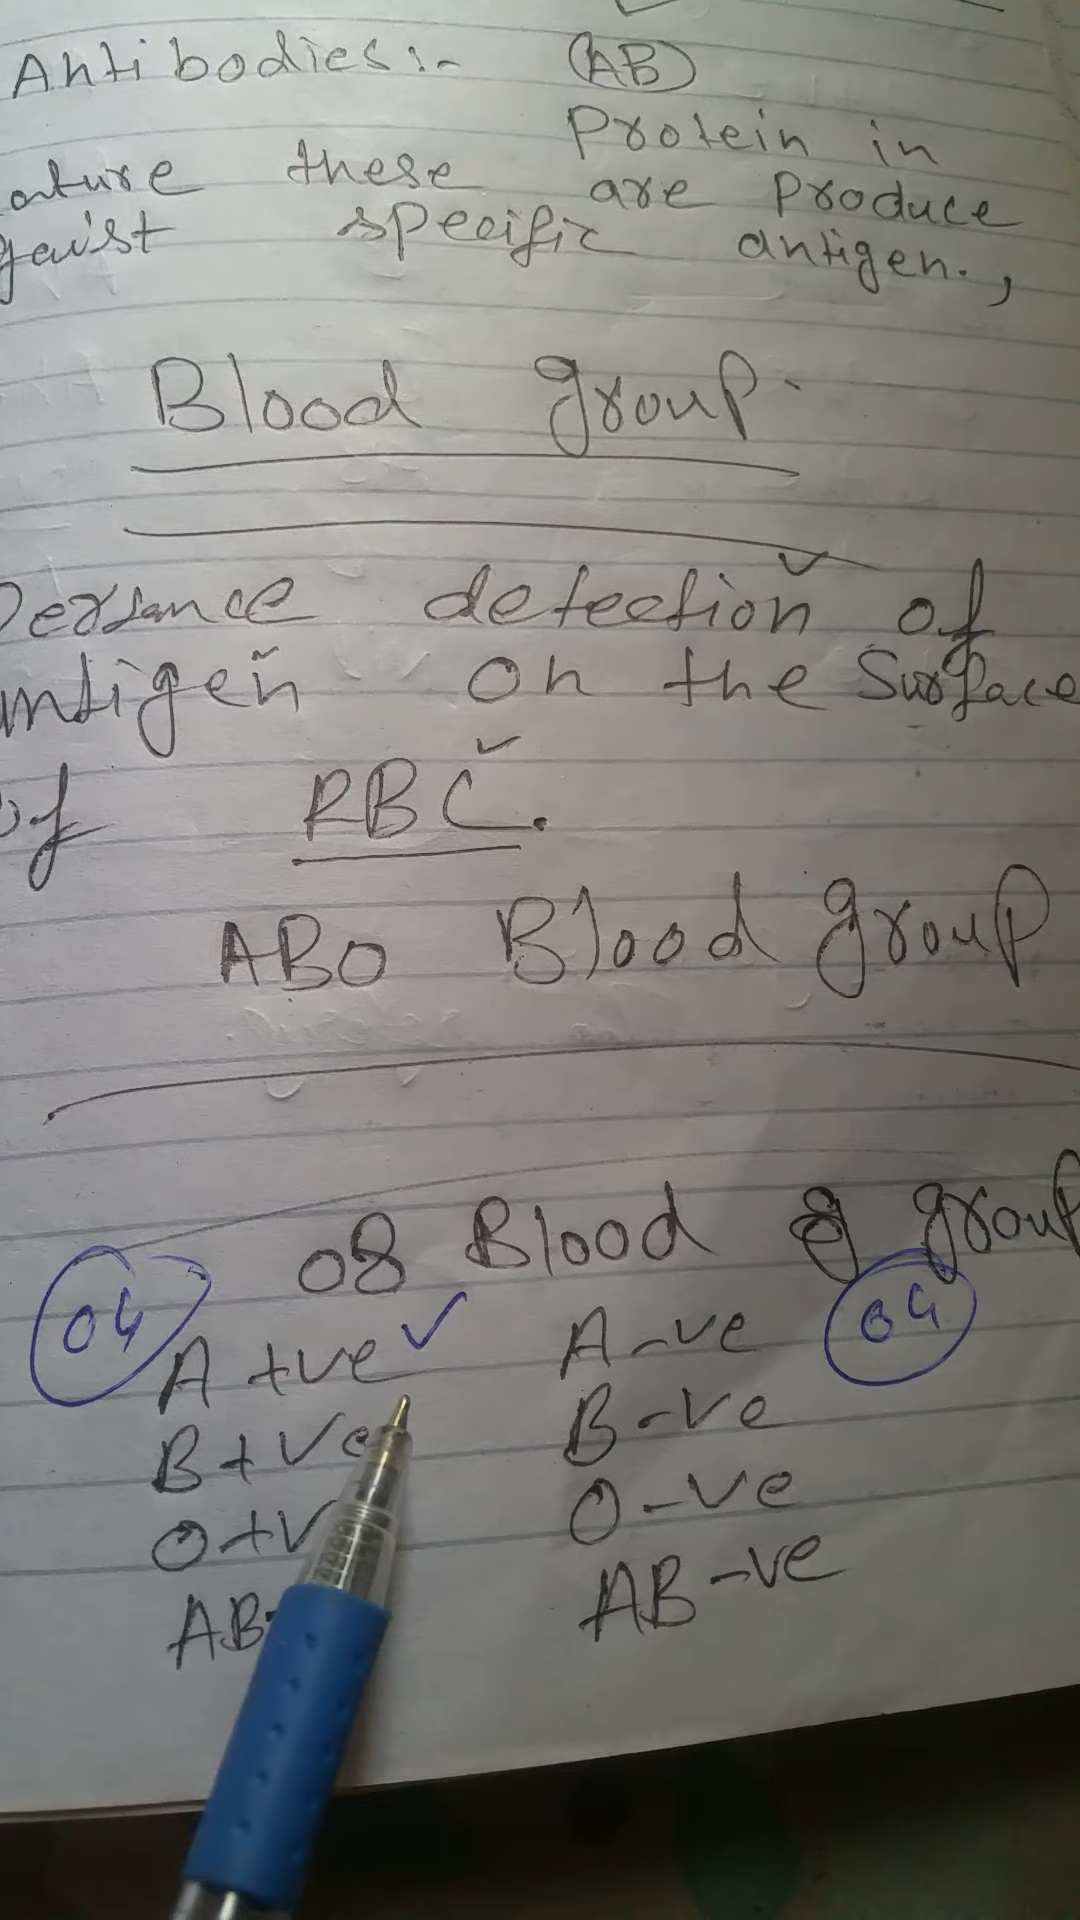 Antibodies:- (AB)
Protein in
nature these are produce
against specific antigen.,
Blood group
detection of
antigen on the Surface
of RBC.
ABO Blood group
08 Blood g group
04 A +ve ✓ A -ve 04
B +ve B -ve
O +v O -ve
AB AB -ve